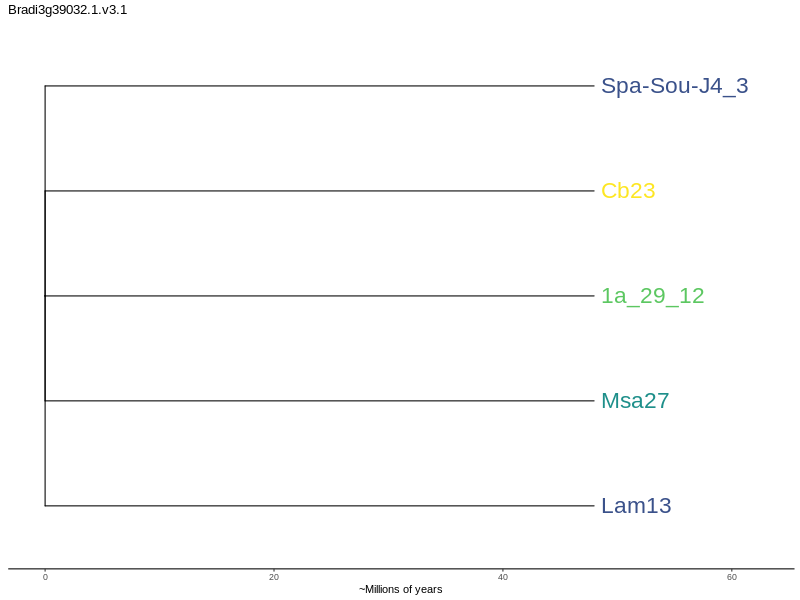 Bradi3g39032.1.v3.1
Spa-Sou-J4_3
Cb23
1a_29_12
Msa27
Lam13
0 20 40 60
~Millions of years